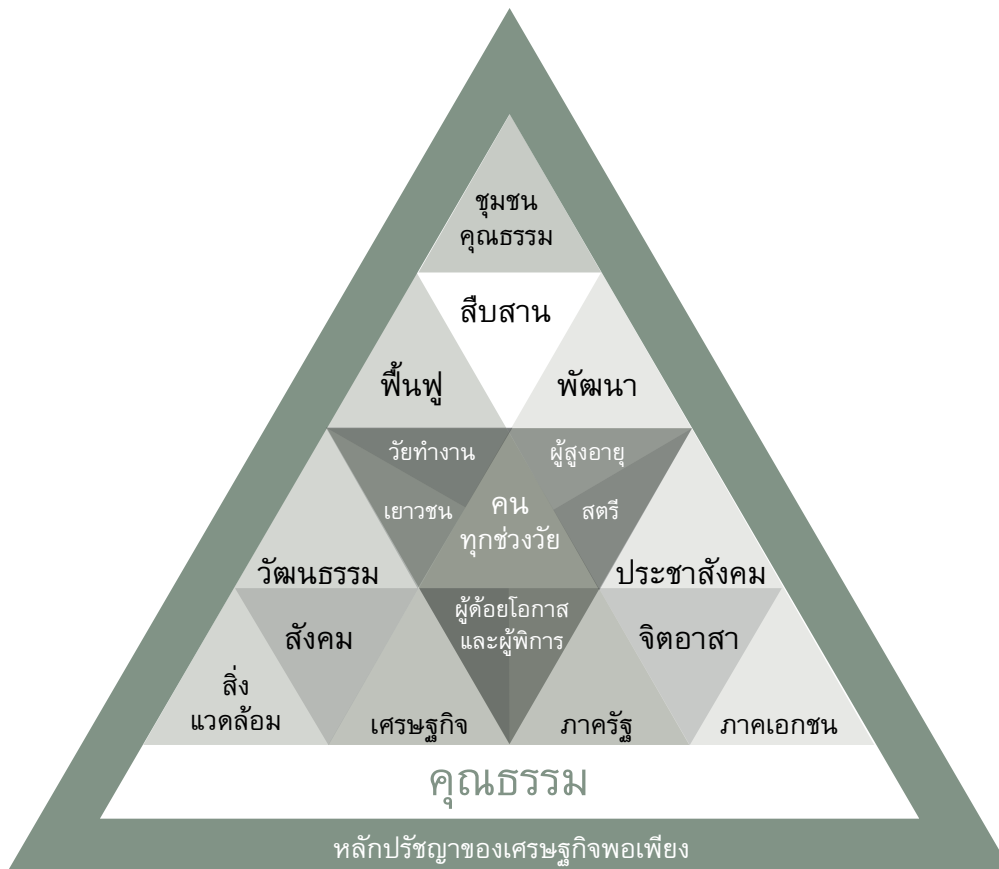 ชุมชน
คุณธรรม
สืบสาน
ฟื้นฟู
พัฒนา
วัยทำงาน
ผู้สูงอายุ
เยาวชน
คน
ทุกช่วงวัย
สตรี
วัฒนธรรม
ประชาสังคม
ผู้ด้อยโอกาส
และผู้พิการ
สังคม
จิตอาสา
สิ่ง
แวดล้อม
เศรษฐกิจ
ภาครัฐ
ภาคเอกชน
คุณธรรม
หลักปรัชญาของเศรษฐกิจพอเพียง